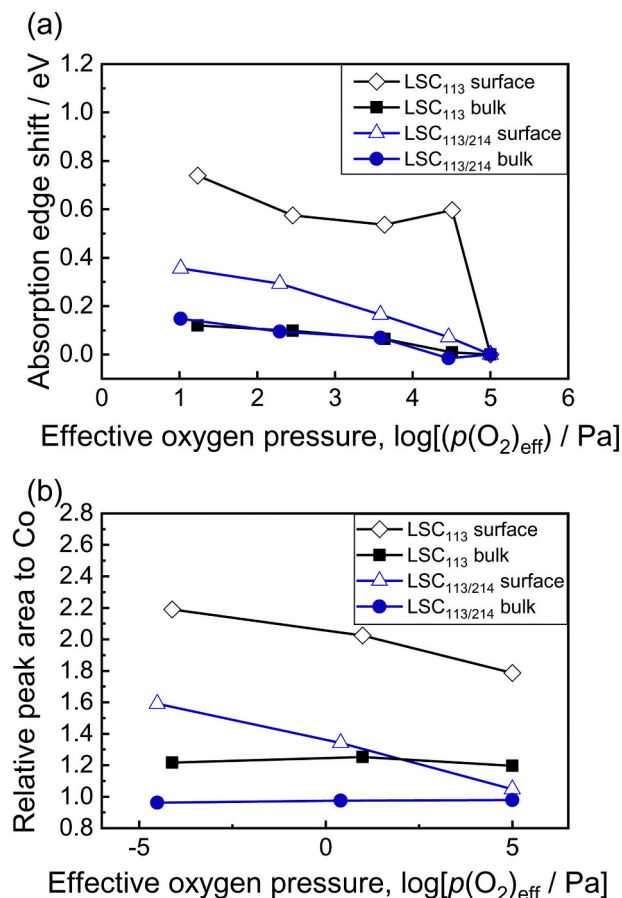 (a)
1.2
1.0
0.8
0.6
0.4
0.2
0.0
Absorption edge shift / eV
LSC113 surface
LSC113 bulk
LSC113/214 surface
LSC113/214 bulk
0 1 2 3 4 5 6
Effective oxygen pressure, log[(p(O2)eff) / Pa]
(b)
2.8
2.6
2.4
2.2
2.0
1.8
1.6
1.4
1.2
1.0
0.8
Relative peak area to Co
LSC113 surface
LSC113 bulk
LSC113/214 surface
LSC113/214 bulk
-5 0 5
Effective oxygen pressure, log[p(O2)eff / Pa]